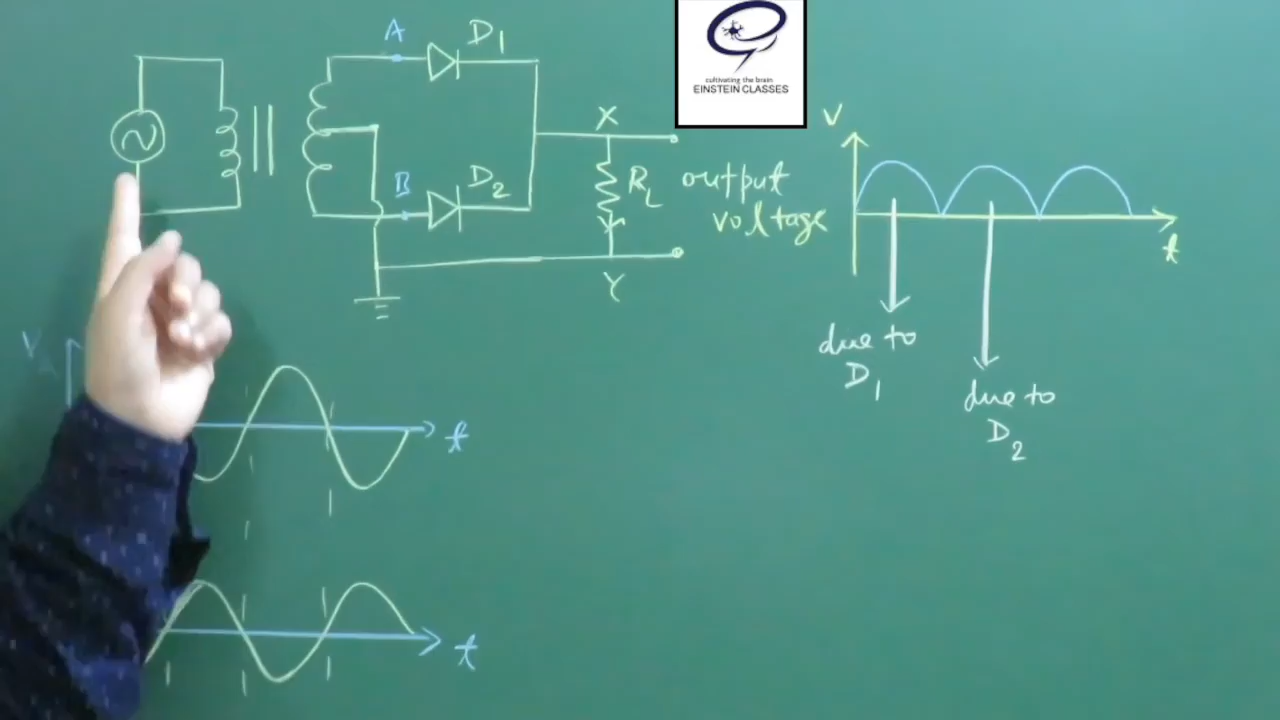 A
D1
B
D2
X
RL
Y
output
voltage
cultivating the brain
EINSTEIN CLASSES
V
t
due to
D1
due to
D2
V
t
t